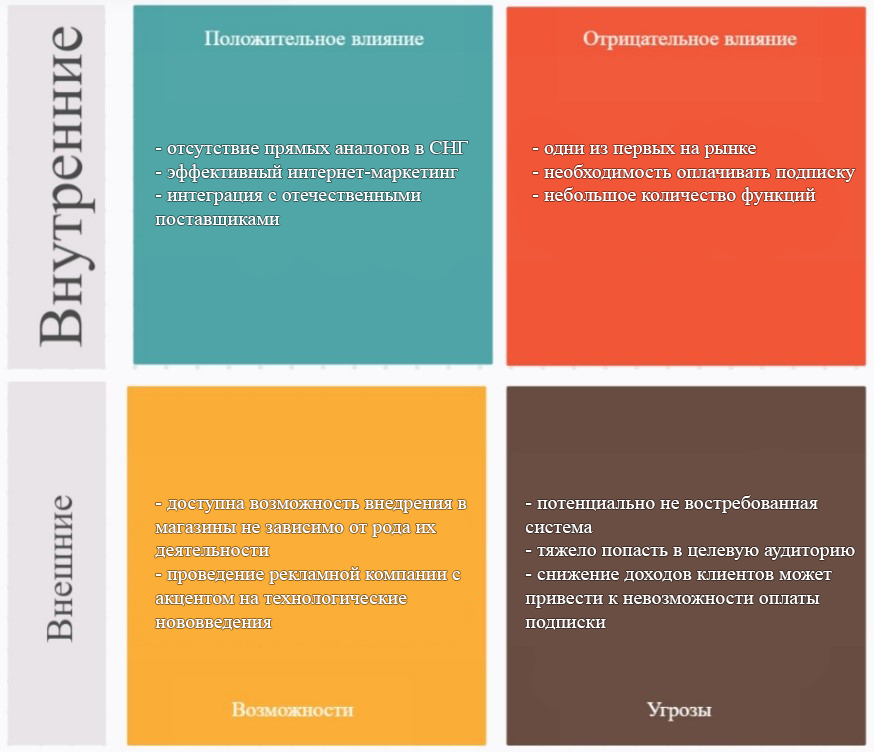 Внутренние
Положительное влияние
- отсутствие прямых аналогов в СНГ
- эффективный интернет-маркетинг
- интеграция с отечественными
поставщиками
Отрицательное влияние
- одни из первых на рынке
- необходимость оплачивать подписку
- небольшое количество функций
Внешние
- доступна возможность внедрения в
магазины не зависимо от рода их
деятельности
- проведение рекламной компании с
акцентом на технологические
нововведения
Возможности
- потенциально не востребованная
система
- тяжело попасть в целевую аудиторию
- снижение доходов клиентов может
привести к невозможности оплаты
подписки
Угрозы